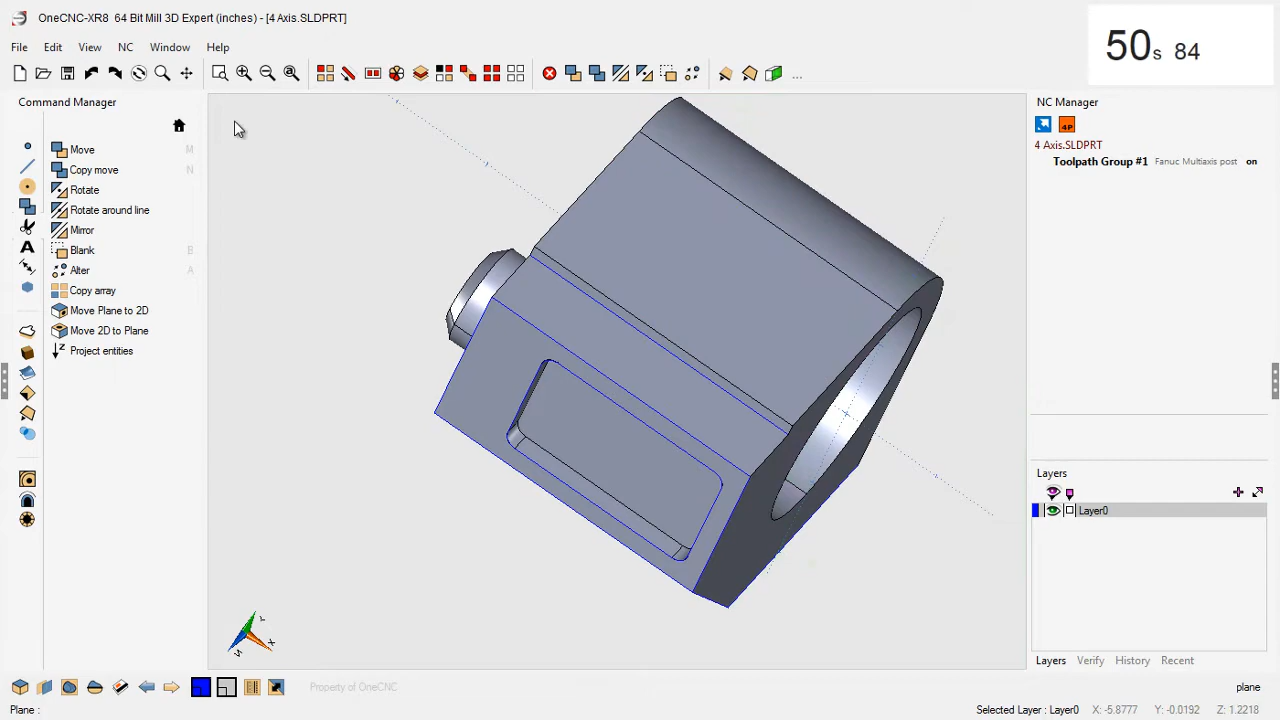 OneCNC-XR8 64 Bit Mill 3D Expert (inches) - [4 Axis.SLDPRT]
50s 84
File Edit View NC Window Help
Command Manager
NC Manager
4P
4 Axis.SLDPRT
Move M
Toolpath Group #1 Fanuc Multiaxis post on
Copy move N
Rotate
Rotate around line
Mirror
Blank B
Alter A
Copy array
Move Plane to 2D
Move 2D to Plane
Project entities
Layers
Layer0
Y
X
Layers Verify History Recent
Property of OneCNC
plane
Plane :
Selected Layer : Layer0 X: -5.8777 Y: -0.0192 Z: 1.2218